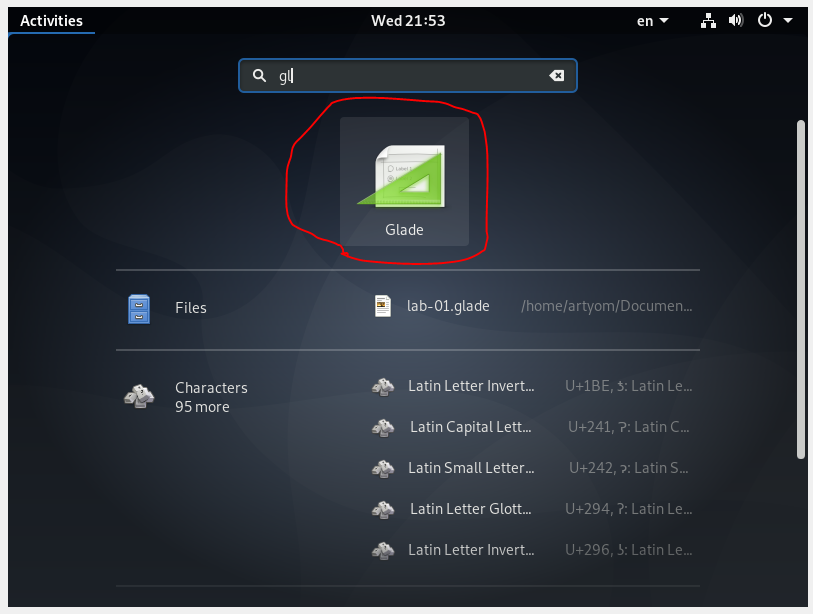 Activities Wed 21:53 en
gl
Label
Glade
Files lab-01.glade /home/artyom/Documen...
Characters
95 more
Latin Letter Invert... U+1BE, ƾ: Latin Le...
Latin Capital Lett... U+241, Ɂ: Latin C...
Latin Small Letter... U+242, ɂ: Latin S...
Latin Letter Glott... U+294, ʔ: Latin Le...
Latin Letter Invert... U+296, ʖ: Latin Le...